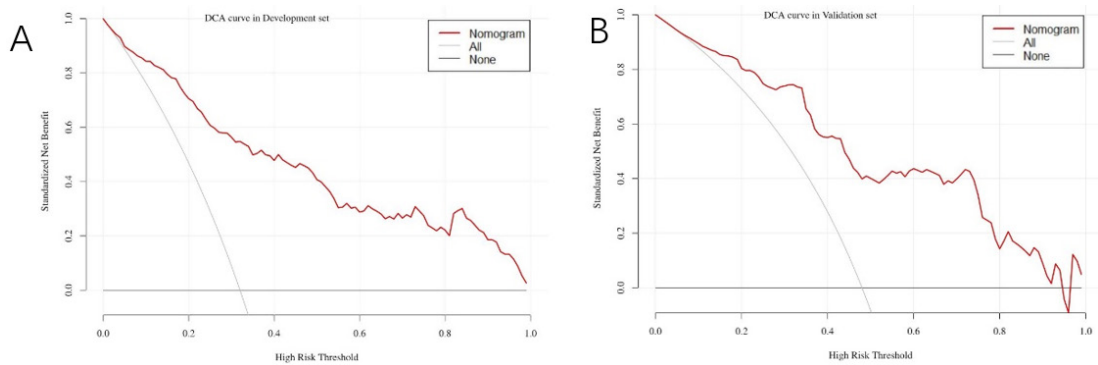 A
DCA curve in Development set
Nomogram
All
None
Standardized Net Benefit
1.0
0.8
0.6
0.4
0.2
0.0
0.0 0.2 0.4 0.6 0.8 1.0
High Risk Threshold
B
DCA curve in Validation set
Nomogram
All
None
Standardized Net Benefit
1.0
0.8
0.6
0.4
0.2
0.0
0.0 0.2 0.4 0.6 0.8 1.0
High Risk Threshold